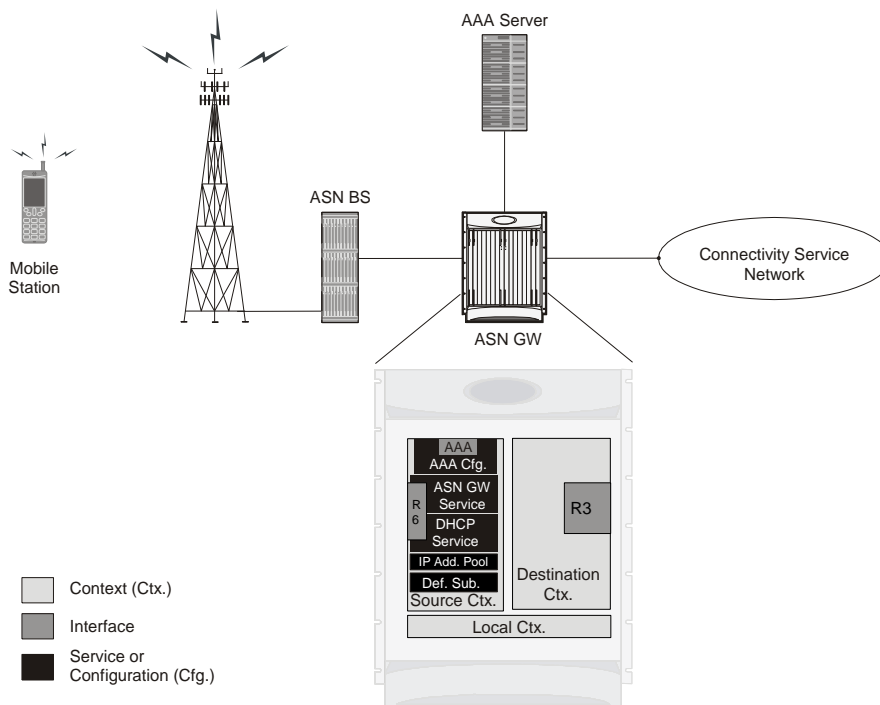 AAA Server
ASN BS
Mobile
Station
Connectivity Service
Network
ASN GW
AAA
AAA Cfg.
ASN GW
Service
R
6
DHCP
Service
IP Add. Pool
Def. Sub.
Source Ctx.
R3
Destination
Ctx.
Local Ctx.
Context (Ctx.)
Interface
Service or
Configuration (Cfg.)